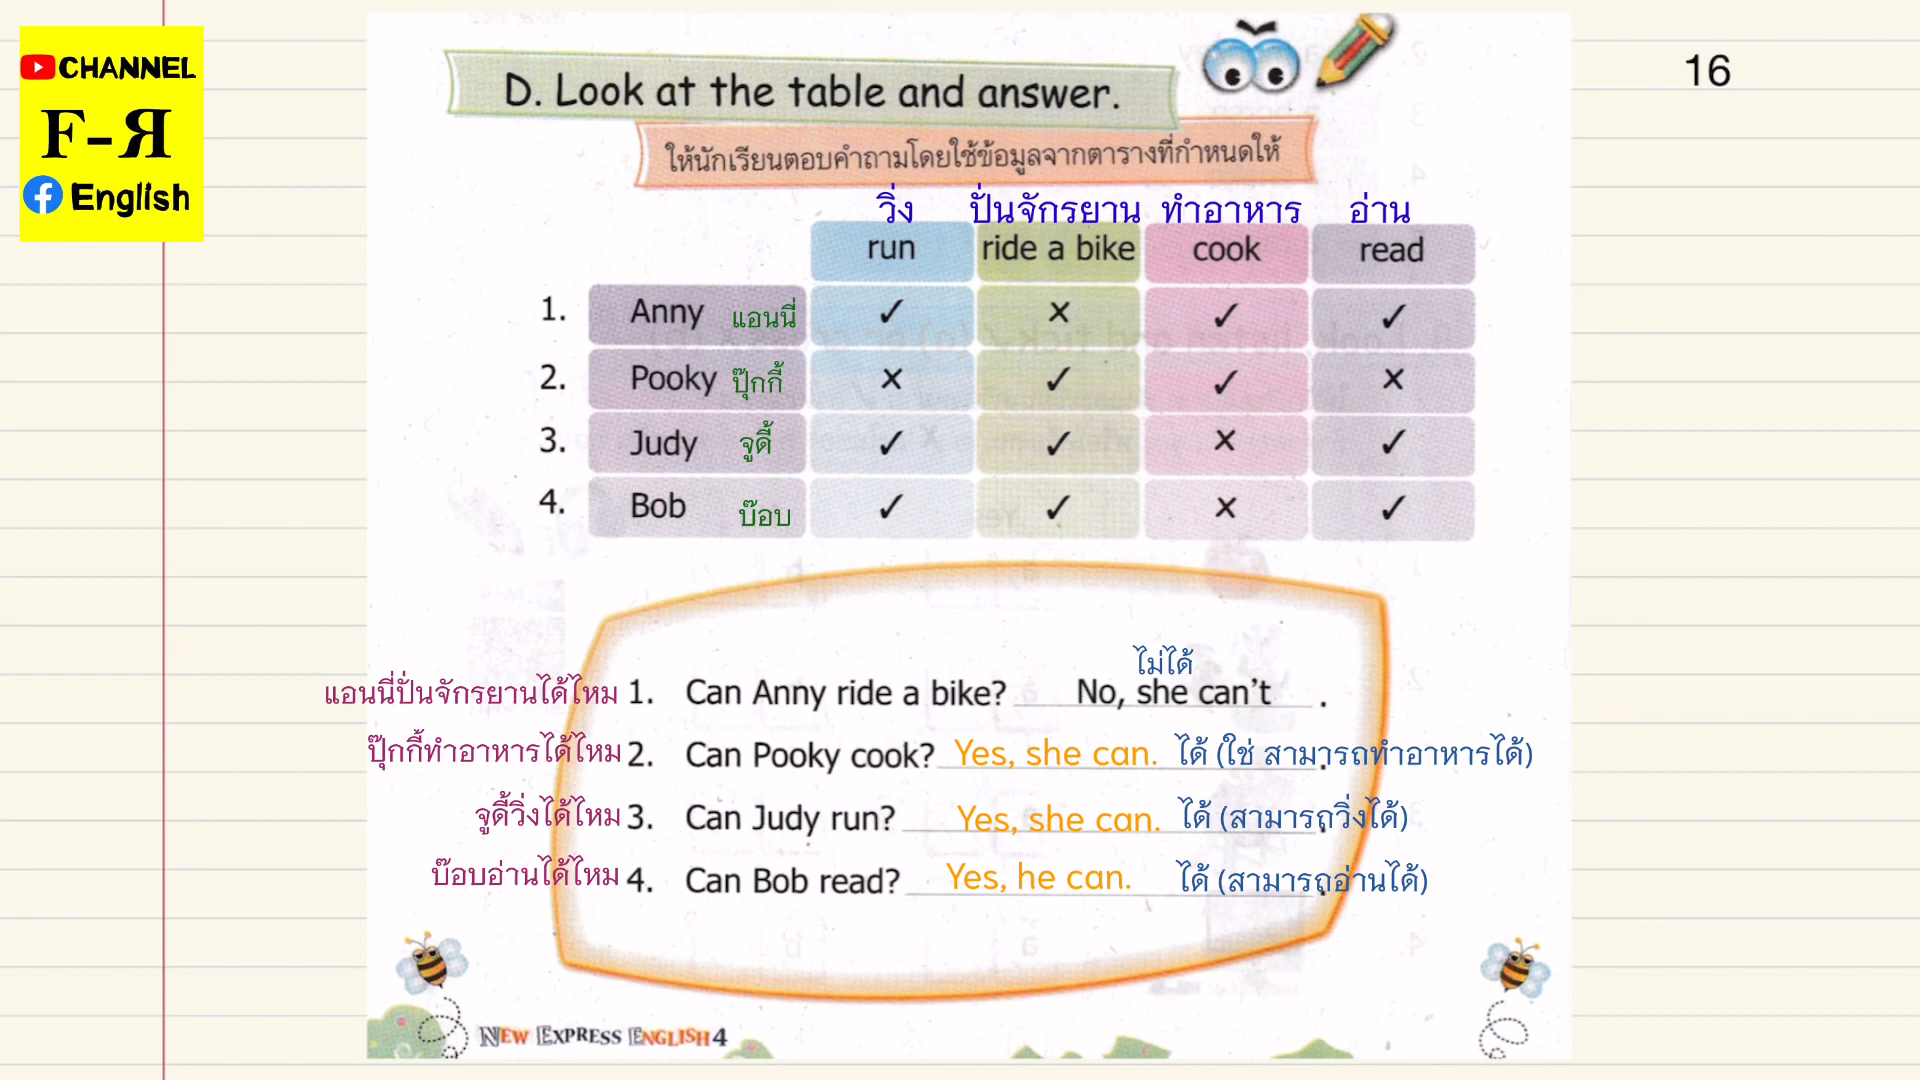 CHANNEL
F-Я
English
16
D. Look at the table and answer.
ให้นักเรียนตอบคำถามโดยใช้ข้อมูลจากตารางที่กำหนดให้
วิ่ง ปั่นจักรยาน ทำอาหาร อ่าน
run ride a bike cook read
1. Anny แอนนี่ ✓ × ✓ ✓
2. Pooky ปุ๊กกี้ × ✓ ✓ ×
3. Judy จูดี้ ✓ ✓ × ✓
4. Bob บ๊อบ ✓ ✓ × ✓
ไม่ได้
แอนนี่ปั่นจักรยานได้ไหม 1. Can Anny ride a bike? No, she can't .
ปุ๊กกี้ทำอาหารได้ไหม 2. Can Pooky cook? Yes, she can. ได้ (ใช่ สามารถทำอาหารได้) .
จูดี้วิ่งได้ไหม 3. Can Judy run? Yes, she can. ได้ (สามารถวิ่งได้) .
บ๊อบอ่านได้ไหม 4. Can Bob read? Yes, he can. ได้ (สามารถอ่านได้) .
NEW EXPRESS ENGLISH 4